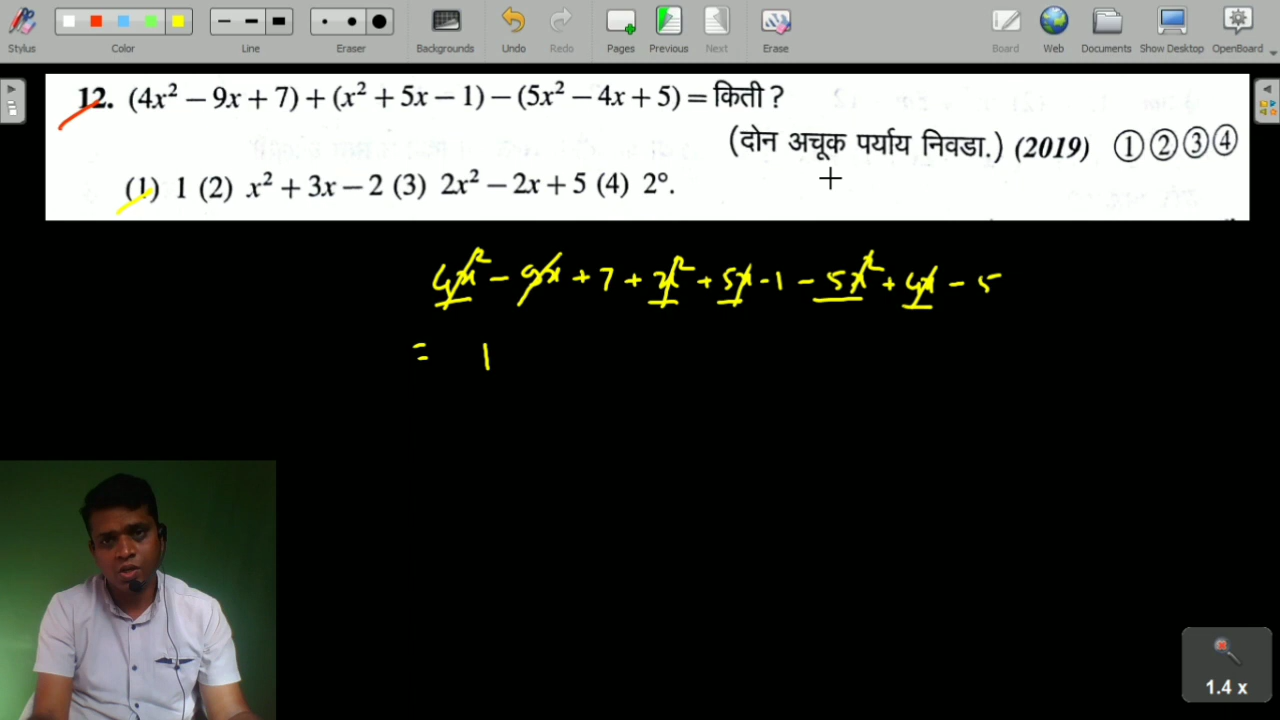 Stylus Color Line Eraser Backgrounds Undo Redo Pages Previous Next Erase Board Web Documents Show Desktop OpenBoard
12. (4x² − 9x + 7) + (x² + 5x − 1) − (5x² − 4x + 5) = किती ?
(दोन अचूक पर्याय निवडा.) (2019) ① ② ③ ④
(1) 1 (2) x² + 3x − 2 (3) 2x² − 2x + 5 (4) 2°.
4x² − 9x + 7 + x² + 5x - 1 − 5x² + 4x − 5
= 1
1.4 x